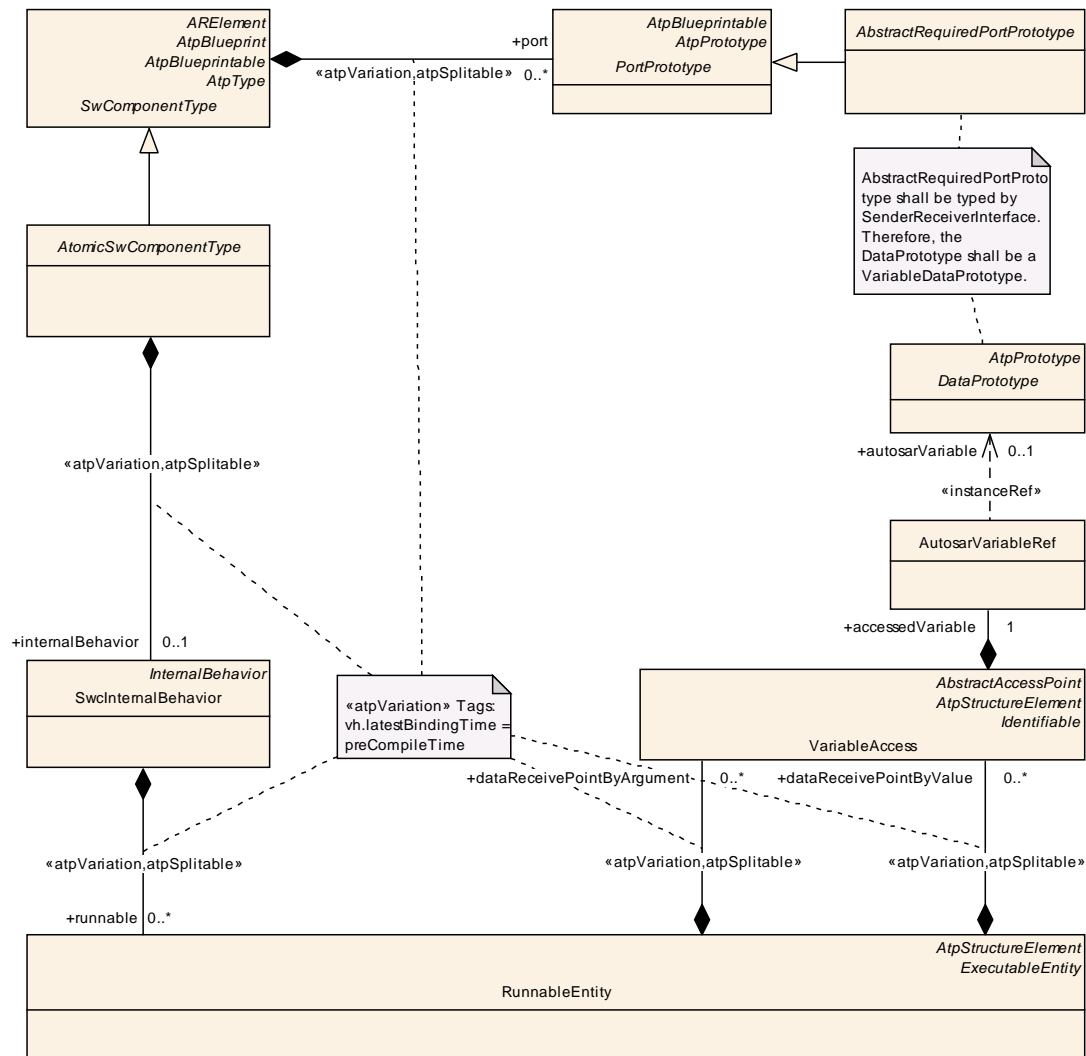 ARElement
AtpBlueprint
AtpBlueprintable
AtpType
SwComponentType
+port
«atpVariation,atpSplitable» 0..*
AtpBlueprintable
AtpPrototype
PortPrototype
AbstractRequiredPortPrototype
AbstractRequiredPortProto
type shall be typed by
SenderReceiverInterface.
Therefore, the
DataPrototype shall be a
VariableDataPrototype.
AtomicSwComponentType
AtpPrototype
DataPrototype
+autosarVariable 0..1
«instanceRef»
«atpVariation,atpSplitable»
AutosarVariableRef
+accessedVariable 1
+internalBehavior 0..1
InternalBehavior
SwcInternalBehavior
«atpVariation» Tags:
vh.latestBindingTime =
preCompileTime
AbstractAccessPoint
AtpStructureElement
Identifiable
VariableAccess
+dataReceivePointByArgument 0..*
+dataReceivePointByValue 0..*
«atpVariation,atpSplitable»
«atpVariation,atpSplitable»
«atpVariation,atpSplitable»
+runnable 0..*
AtpStructureElement
ExecutableEntity
RunnableEntity